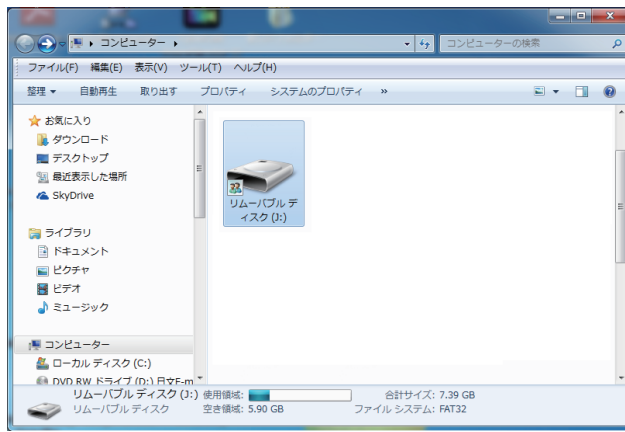 コンピューター
コンピューターの検索
ファイル(F) 編集(E) 表示(V) ツール(T) ヘルプ(H)
整理 自動再生 取り出す プロパティ システムのプロパティ »
お気に入り
ダウンロード
デスクトップ
最近表示した場所
SkyDrive
ライブラリ
ドキュメント
ピクチャ
ビデオ
ミュージック
コンピューター
ローカル ディスク (C:)
DVD RW ドライブ (D:) 日文F-m
リムーバブル デ
ィスク (J:)
リムーバブル ディスク (J:) 使用領域: 合計サイズ: 7.39 GB
リムーバブル ディスク 空き領域: 5.90 GB ファイル システム: FAT32